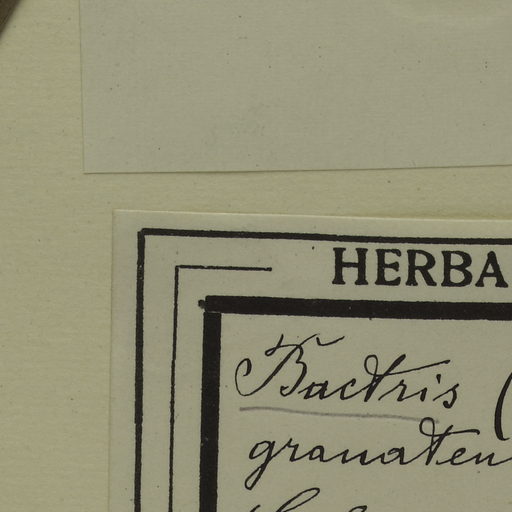 HERBA
Bactris (
granaten